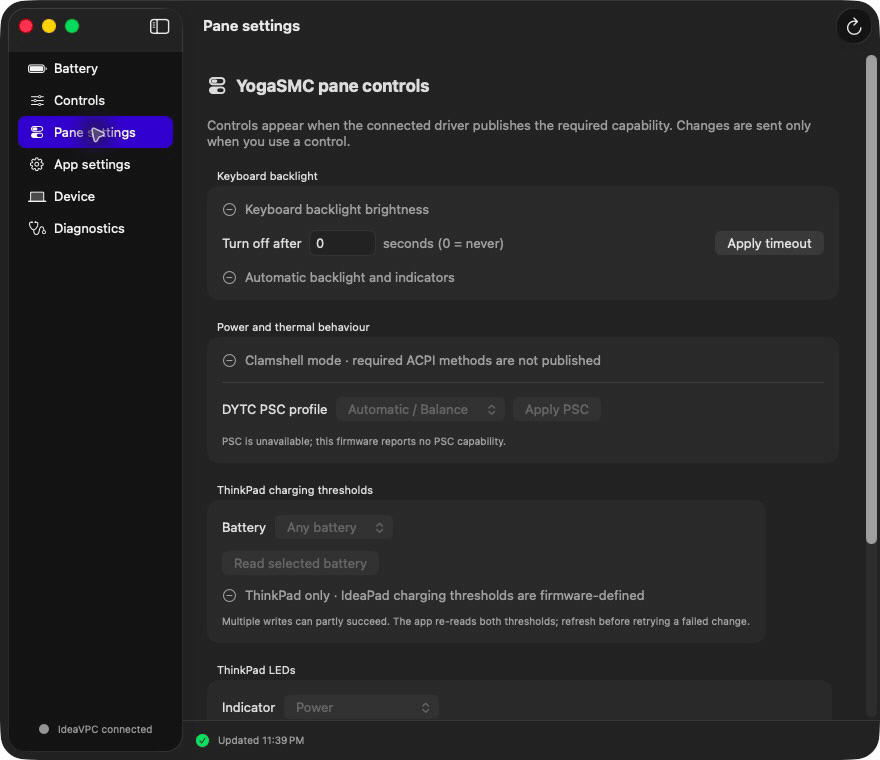 Pane settings
Battery
Controls
Pane settings
App settings
Device
Diagnostics
IdeaVPC connected
YogaSMC pane controls
Controls appear when the connected driver publishes the required capability. Changes are sent only
when you use a control.
Keyboard backlight
Keyboard backlight brightness
Turn off after 0 seconds (0 = never) Apply timeout
Automatic backlight and indicators
Power and thermal behaviour
Clamshell mode · required ACPI methods are not published
DYTC PSC profile Automatic / Balance Apply PSC
PSC is unavailable; this firmware reports no PSC capability.
ThinkPad charging thresholds
Battery Any battery
Read selected battery
ThinkPad only · IdeaPad charging thresholds are firmware-defined
Multiple writes can partly succeed. The app re-reads both thresholds; refresh before retrying a failed change.
ThinkPad LEDs
Indicator Power
Updated 11:39 PM